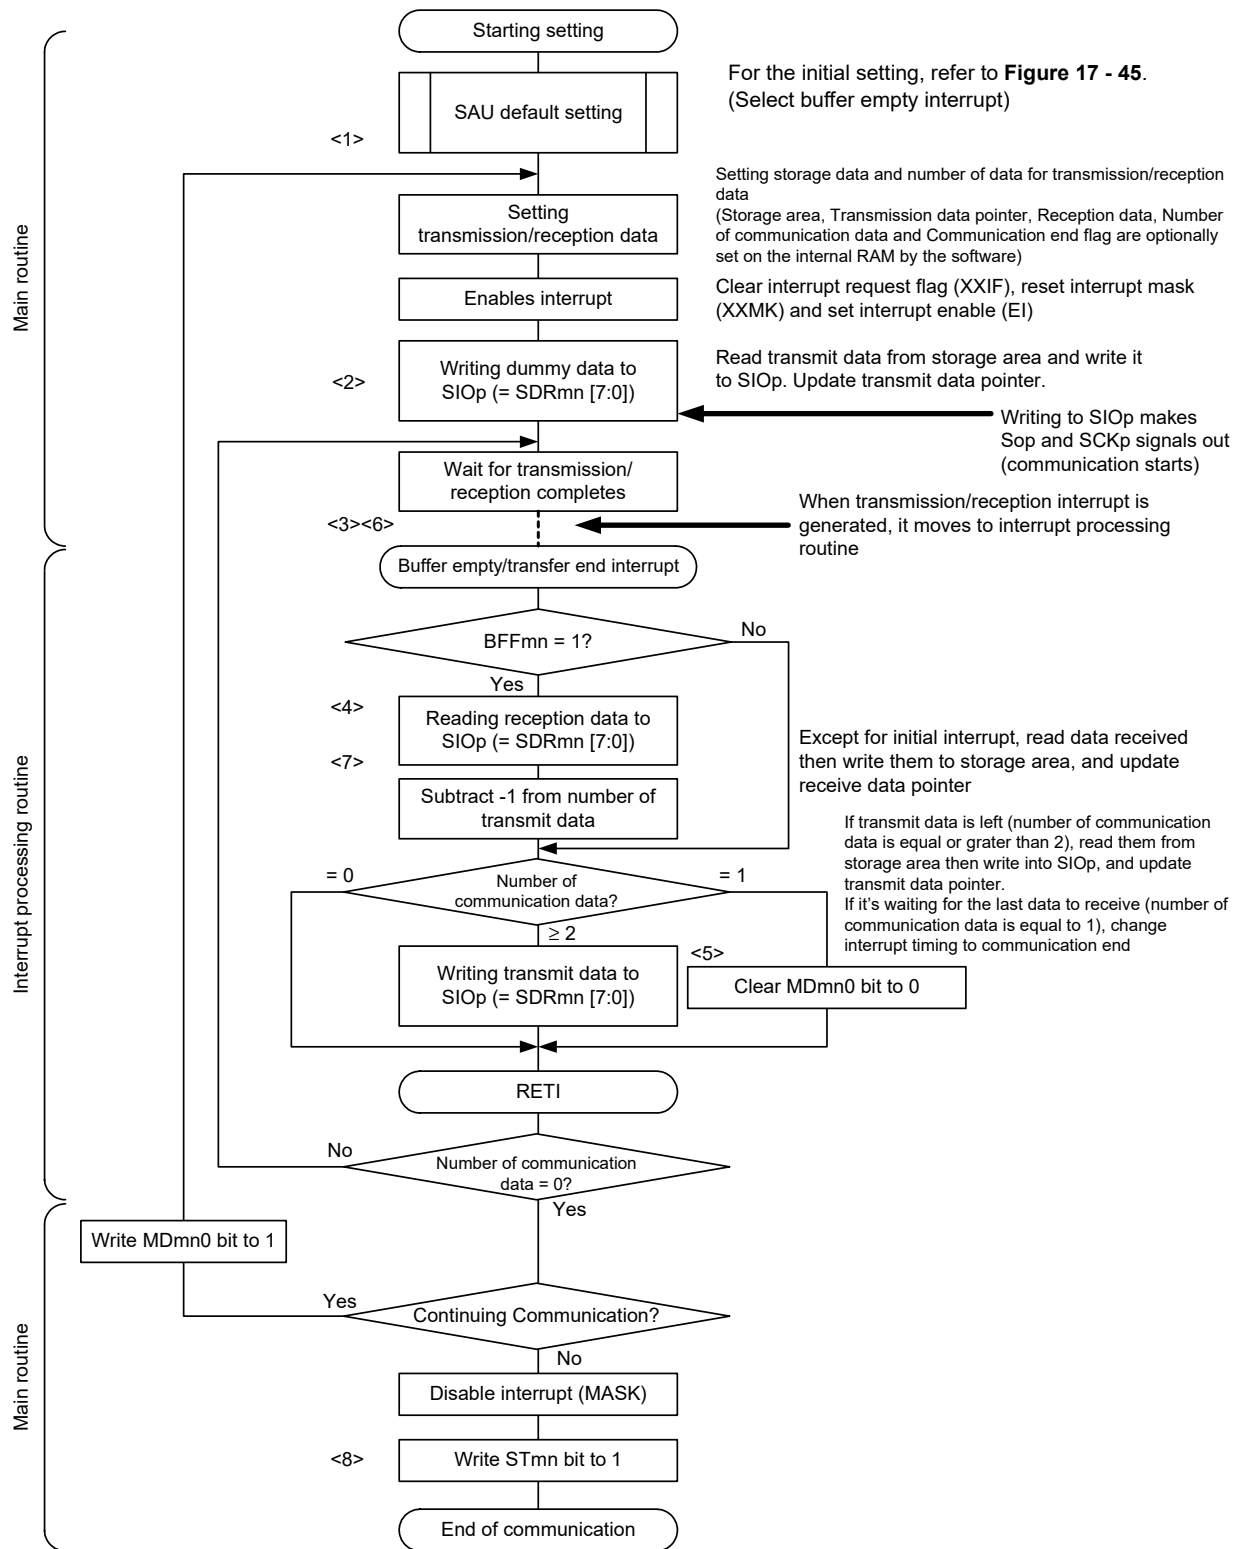 Starting setting
For the initial setting, refer to Figure 17 - 45.
(Select buffer empty interrupt)
SAU default setting
<1>
Setting storage data and number of data for transmission/reception
data
(Storage area, Transmission data pointer, Reception data, Number
of communication data and Communication end flag are optionally
set on the internal RAM by the software)
Setting
transmission/reception data
Main routine
Enables interrupt
Clear interrupt request flag (XXIF), reset interrupt mask
(XXMK) and set interrupt enable (EI)
<2>
Writing dummy data to
SIOp (= SDRmn [7:0])
Read transmit data from storage area and write it
to SIOp. Update transmit data pointer.
Writing to SIOp makes
Sop and SCKp signals out
(communication starts)
Wait for transmission/
reception completes
<3><6>
When transmission/reception interrupt is
generated, it moves to interrupt processing
routine
Buffer empty/transfer end interrupt
BFFmn = 1?
No
Yes
<4>
Reading reception data to
SIOp (= SDRmn [7:0])
<7>
Except for initial interrupt, read data received
then write them to storage area, and update
receive data pointer
Subtract -1 from number of
transmit data
Interrupt processing routine
If transmit data is left (number of communication
data is equal or grater than 2), read them from
storage area then write into SIOp, and update
transmit data pointer.
If it's waiting for the last data to receive (number of
communication data is equal to 1), change
interrupt timing to communication end
= 0
Number of
communication data?
= 1
≥ 2
<5>
Writing transmit data to
SIOp (= SDRmn [7:0])
Clear MDmn0 bit to 0
RETI
No
Number of communication
data = 0?
Yes
Write MDmn0 bit to 1
Yes
Continuing Communication?
No
Main routine
Disable interrupt (MASK)
<8>
Write STmn bit to 1
End of communication